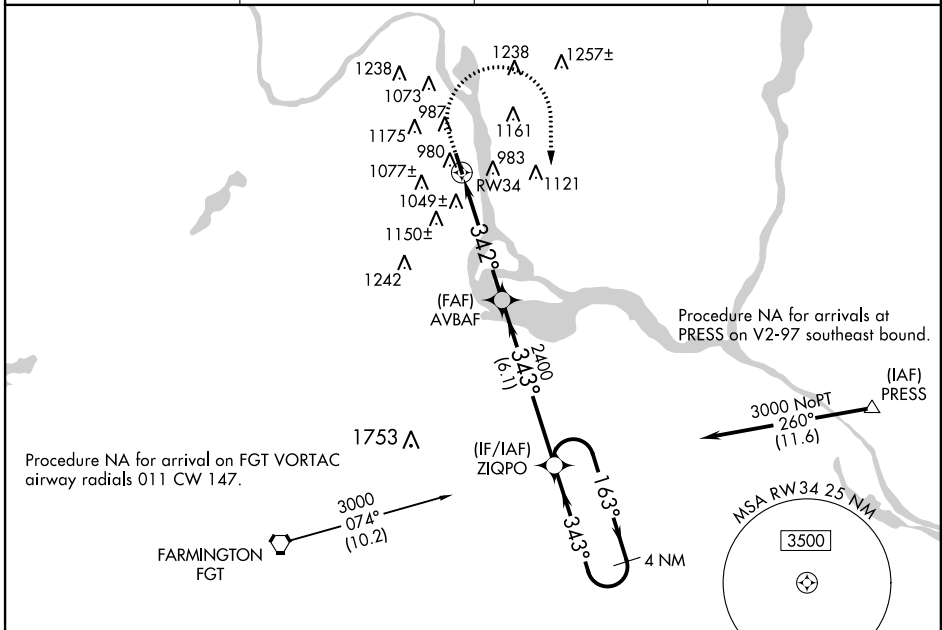 1238
1238
1257±
1073
987
1175
1161
980
983
1077±
RW34
1121
1049±
1150±
342°
1242
(FAF)
AVBAF
Procedure NA for arrivals at
PRESS on V2-97 southeast bound.
2400
343°
(6.1)
(IAF)
PRESS
3000 NoPT
260°
(11.6)
1753
(IF/IAF)
ZIQPO
Procedure NA for arrival on FGT VORTAC
airway radials 011 CW 147.
163°
343°
3000
074°
(10.2)
FARMINGTON
FGT
4 NM
MSA RW34 25 NM
3500